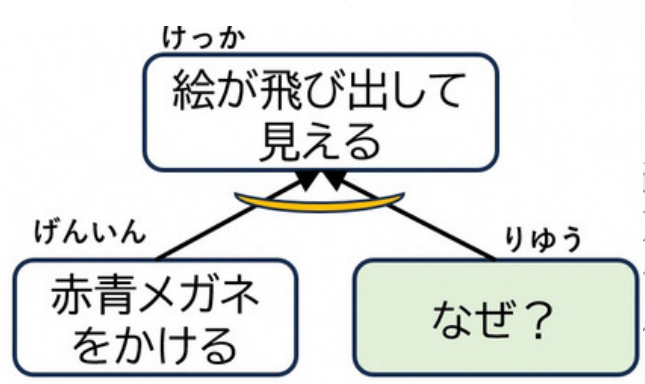 けっか
絵が飛び出して
見える
げんいん
りゆう
赤青メガネ
をかける
なぜ？